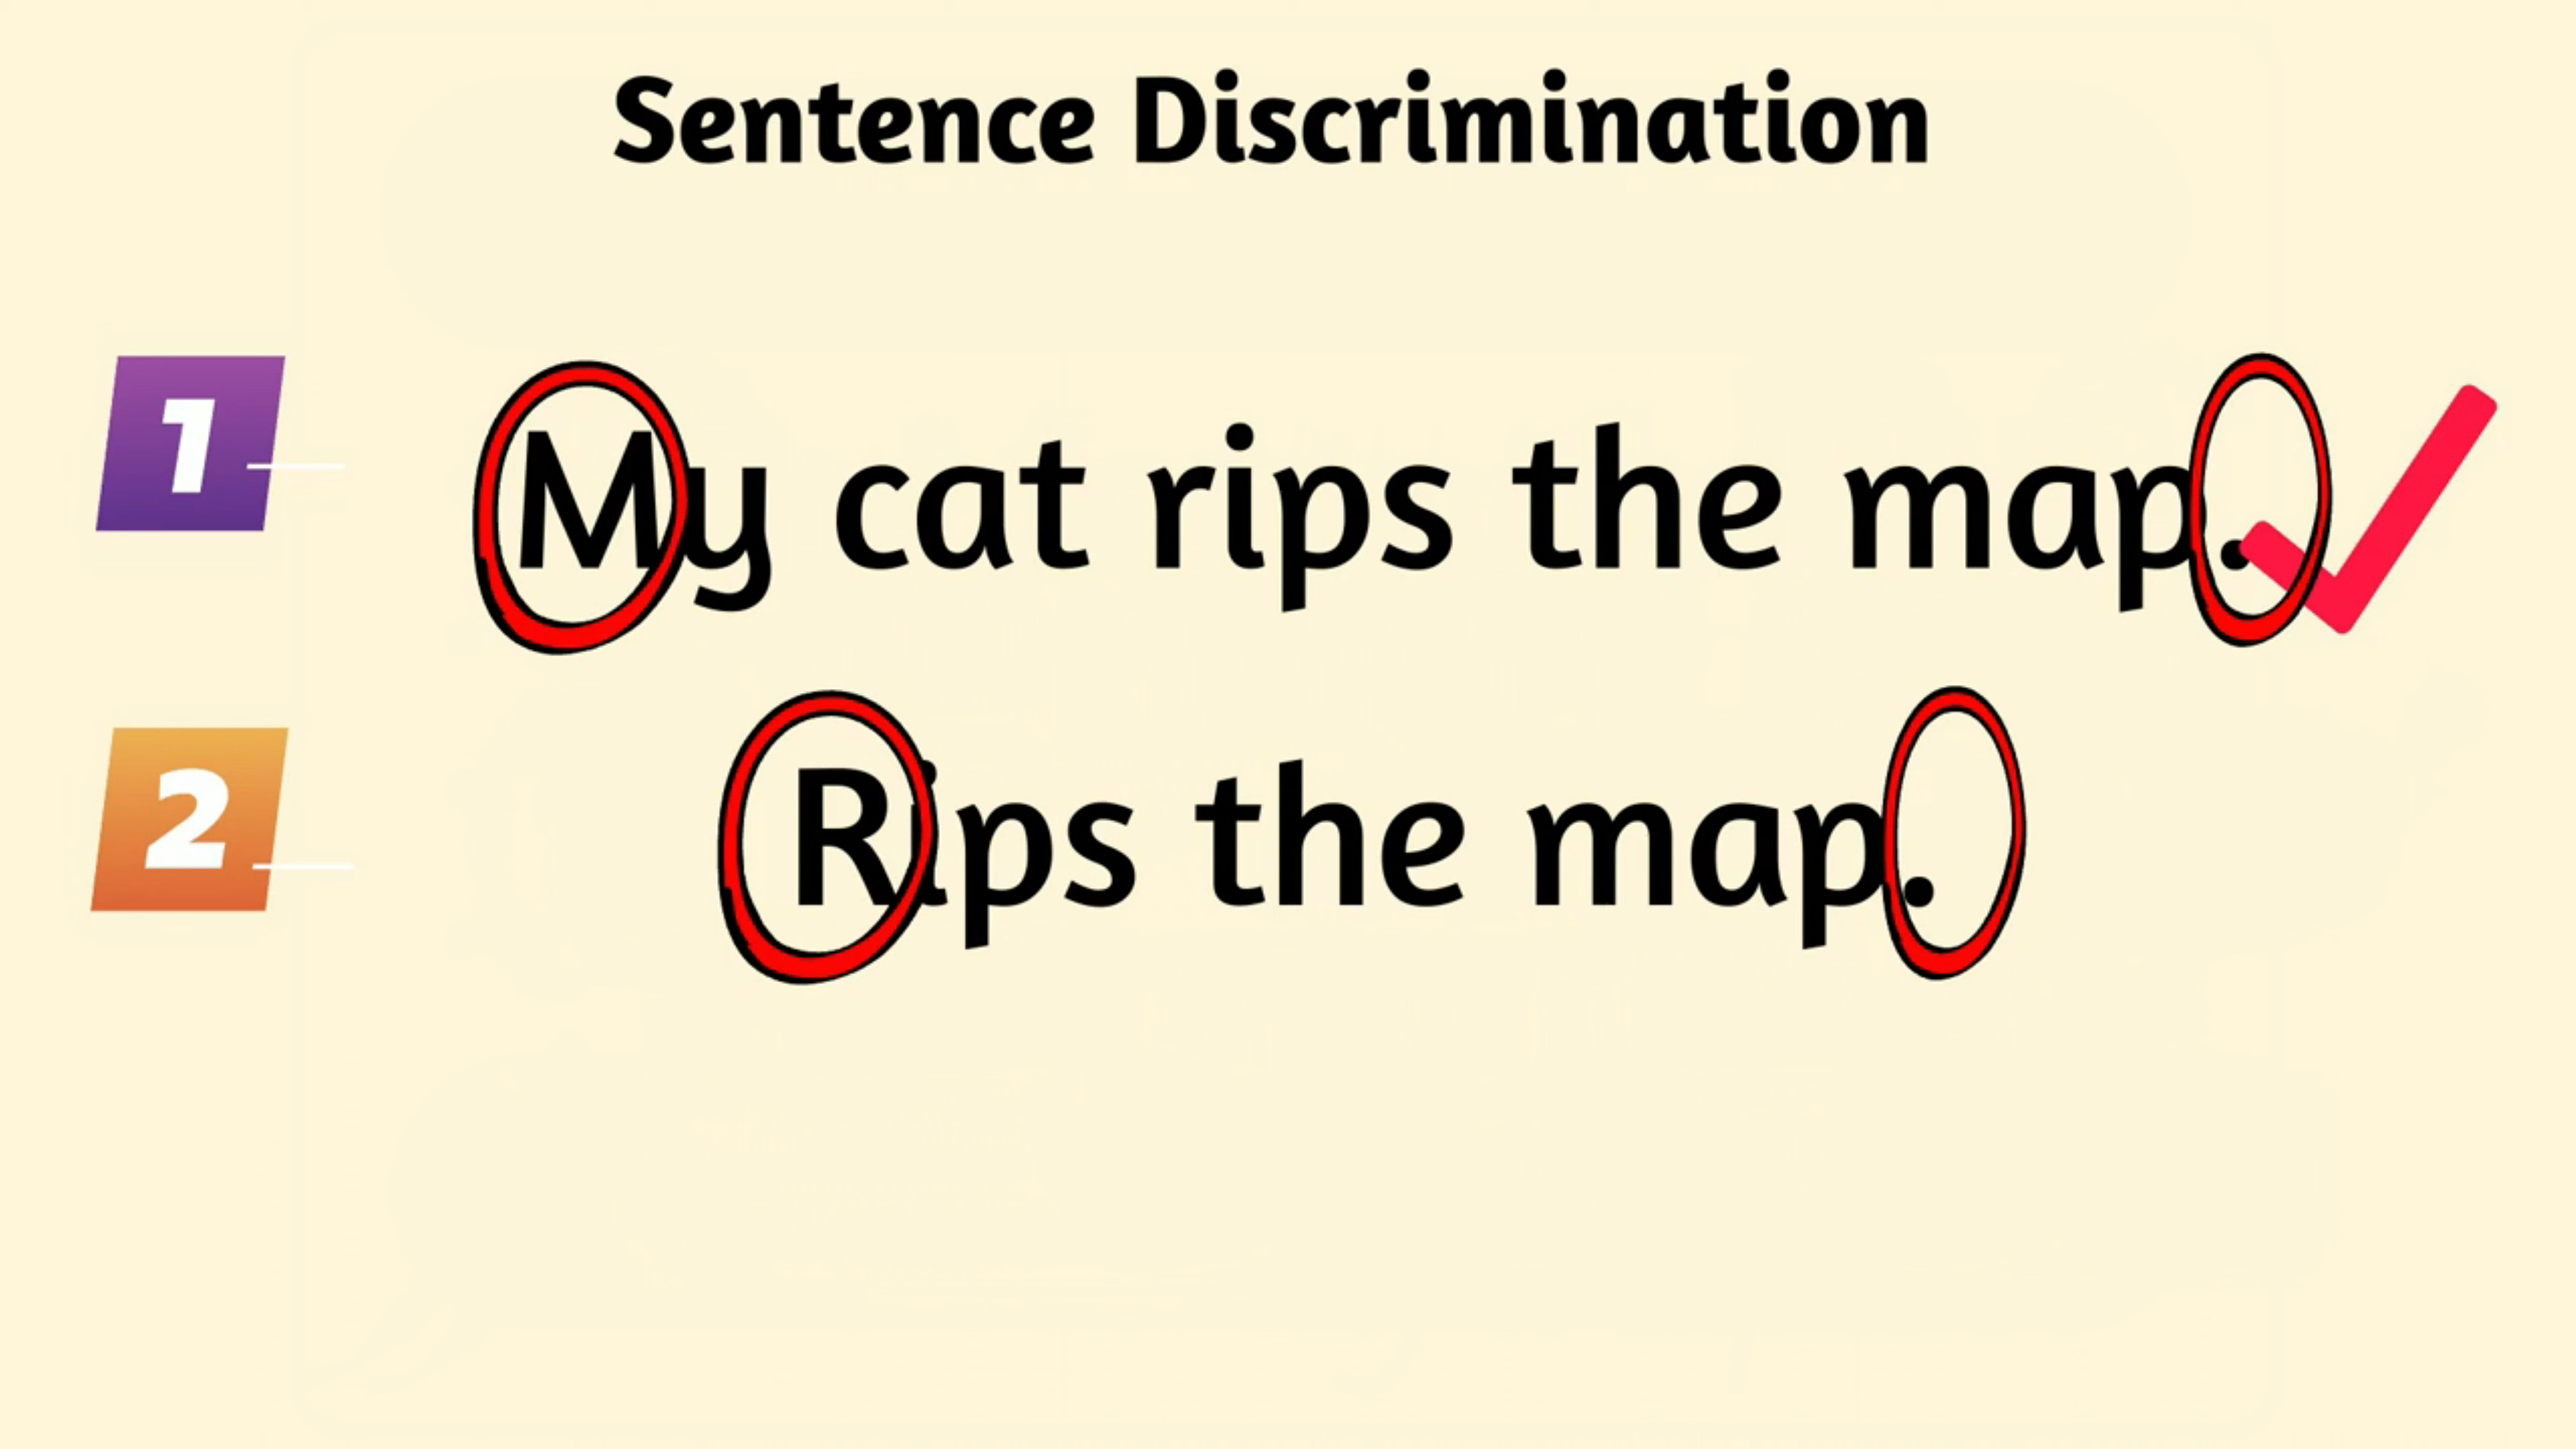 Sentence Discrimination
1
My cat rips the map.
2
Rips the map.